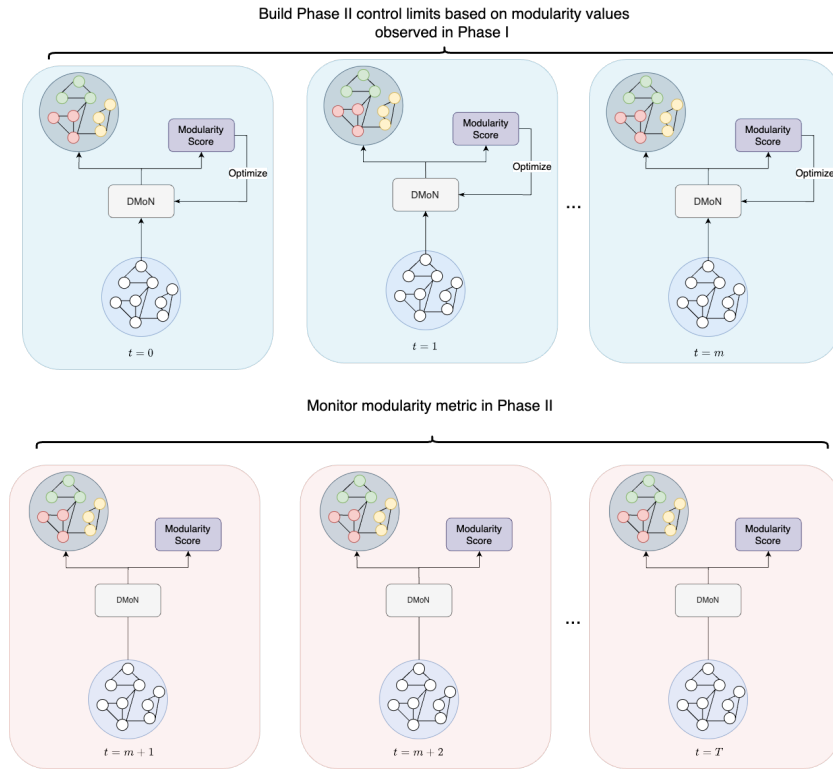 Build Phase II control limits based on modularity values
observed in Phase I
Modularity
Score
Optimize
DMoN
t = 0
Modularity
Score
Optimize
DMoN
t = 1
...
Modularity
Score
Optimize
DMoN
t = m
Monitor modularity metric in Phase II
Modularity
Score
DMoN
t = m + 1
Modularity
Score
DMoN
t = m + 2
...
Modularity
Score
DMoN
t = T